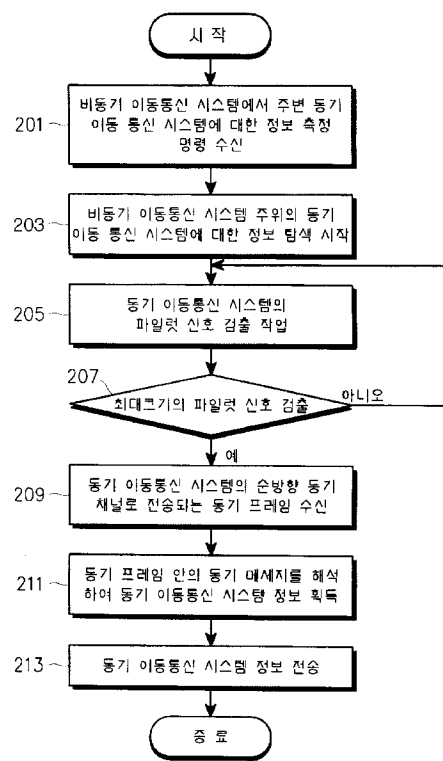 시 작
201
비동기 이동통신 시스템에서 주변 동기
이동 통신 시스템에 대한 정보 측정
명령 수신
203
비동기 이동통신 시스템 주위의 동기
이동 통신 시스템에 대한 정보 탐색 시작
205
동기 이동통신 시스템의
파일럿 신호 검출 작업
207
최대크기의 파일럿 신호 검출
아니오
예
209
동기 이동통신 시스템의 순방향 동기
채널로 전송되는 동기 프레임 수신
211
동기 프레임 안의 동기 메세지를 해석
하여 동기 이동통신 시스템 정보 획득
213
동기 이동통신 시스템 정보 전송
종 료